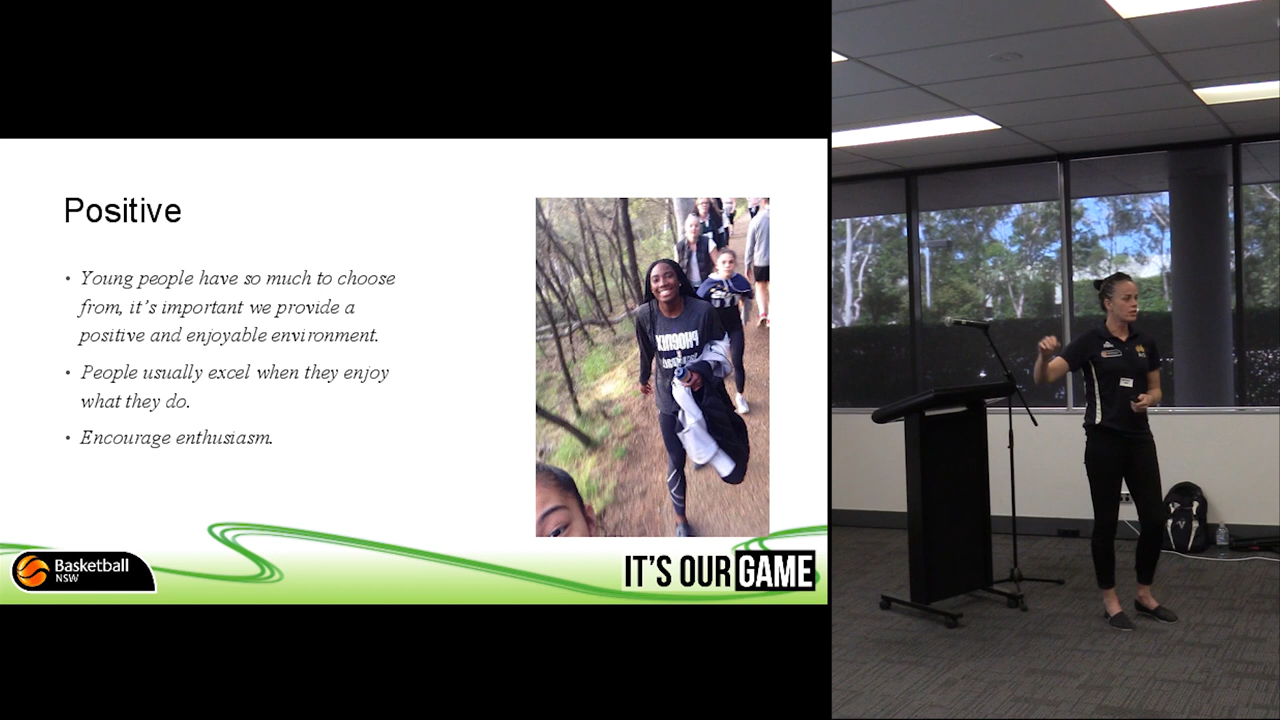 Positive
• Young people have so much to choose
from, it's important we provide a
positive and enjoyable environment.
• People usually excel when they enjoy
what they do.
• Encourage enthusiasm.
PHOENIX
Basketball
NSW
IT'S OUR GAME